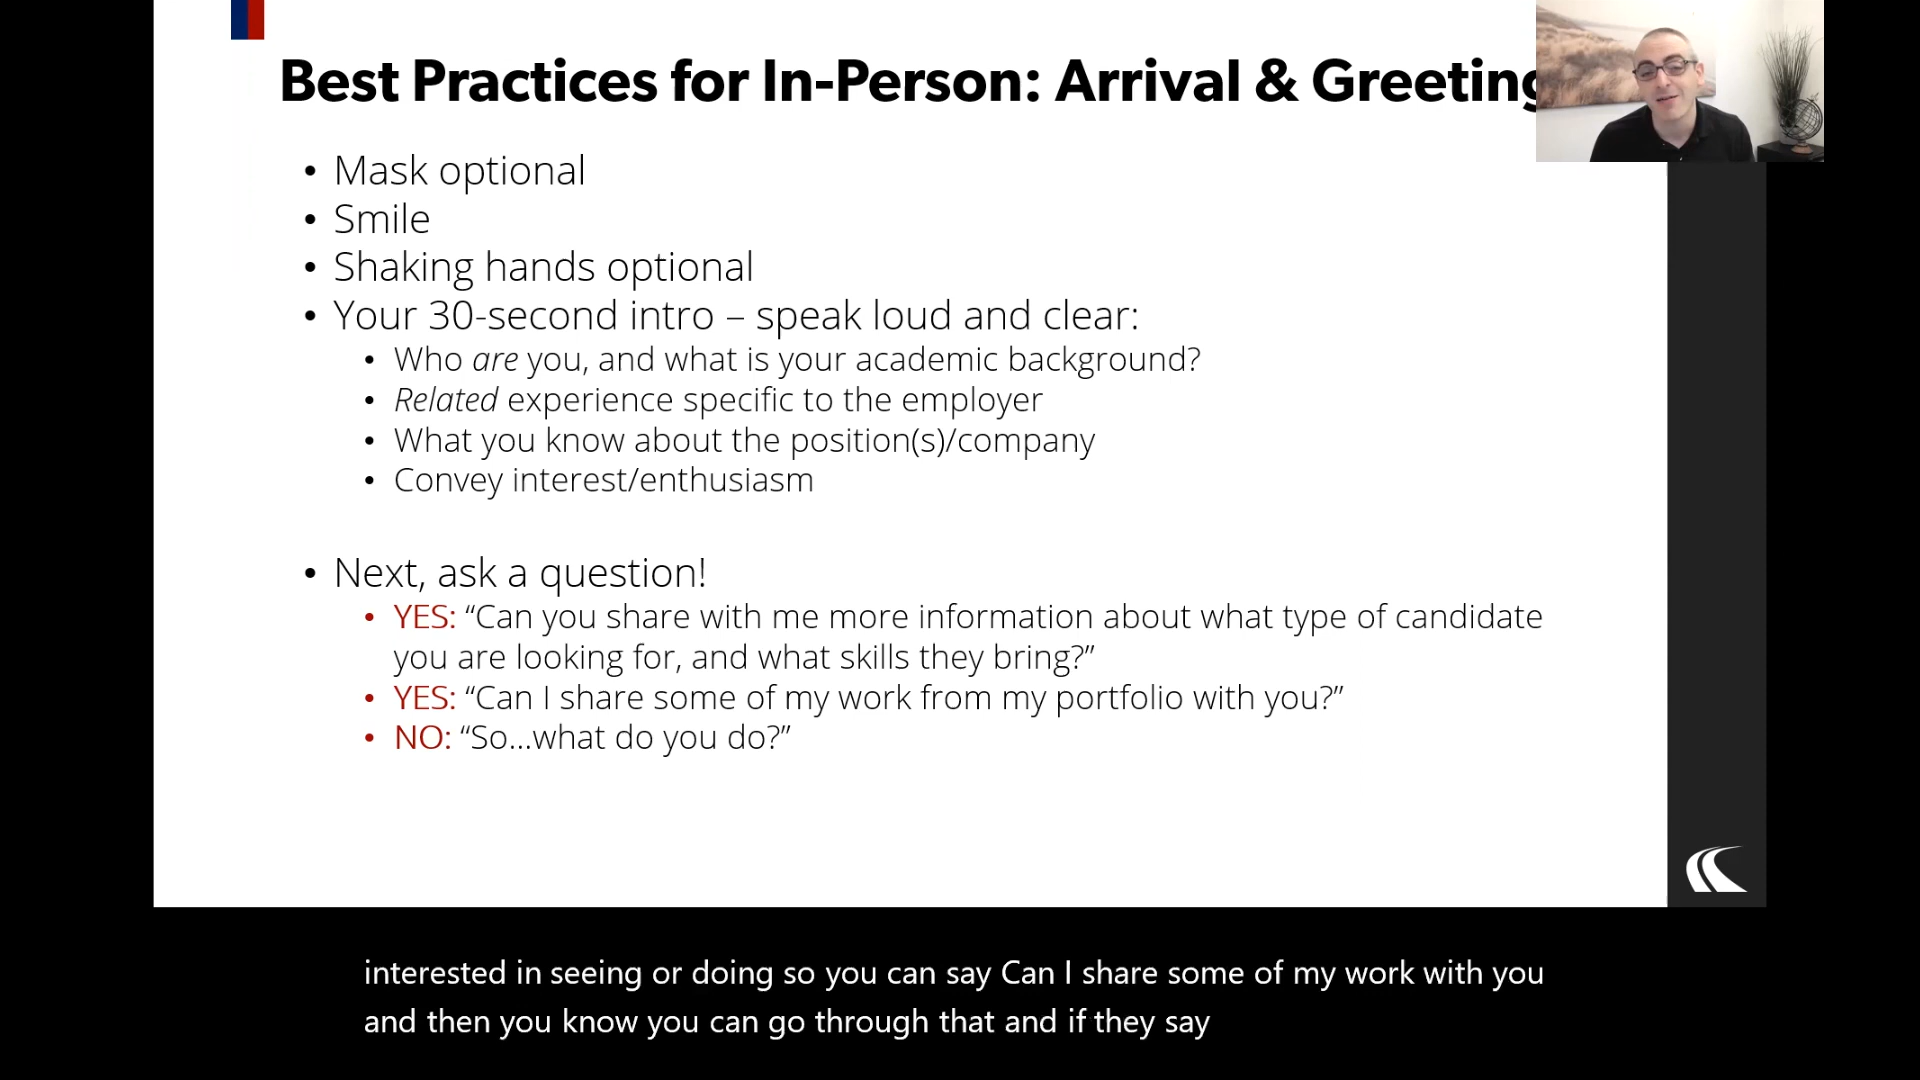 Best Practices for In-Person: Arrival & Greeting
• Mask optional
• Smile
• Shaking hands optional
• Your 30-second intro – speak loud and clear:
• Who are you, and what is your academic background?
• Related experience specific to the employer
• What you know about the position(s)/company
• Convey interest/enthusiasm
• Next, ask a question!
• YES: “Can you share with me more information about what type of candidate
you are looking for, and what skills they bring?”
• YES: “Can I share some of my work from my portfolio with you?”
• NO: “So...what do you do?”
interested in seeing or doing so you can say Can I share some of my work with you
and then you know you can go through that and if they say